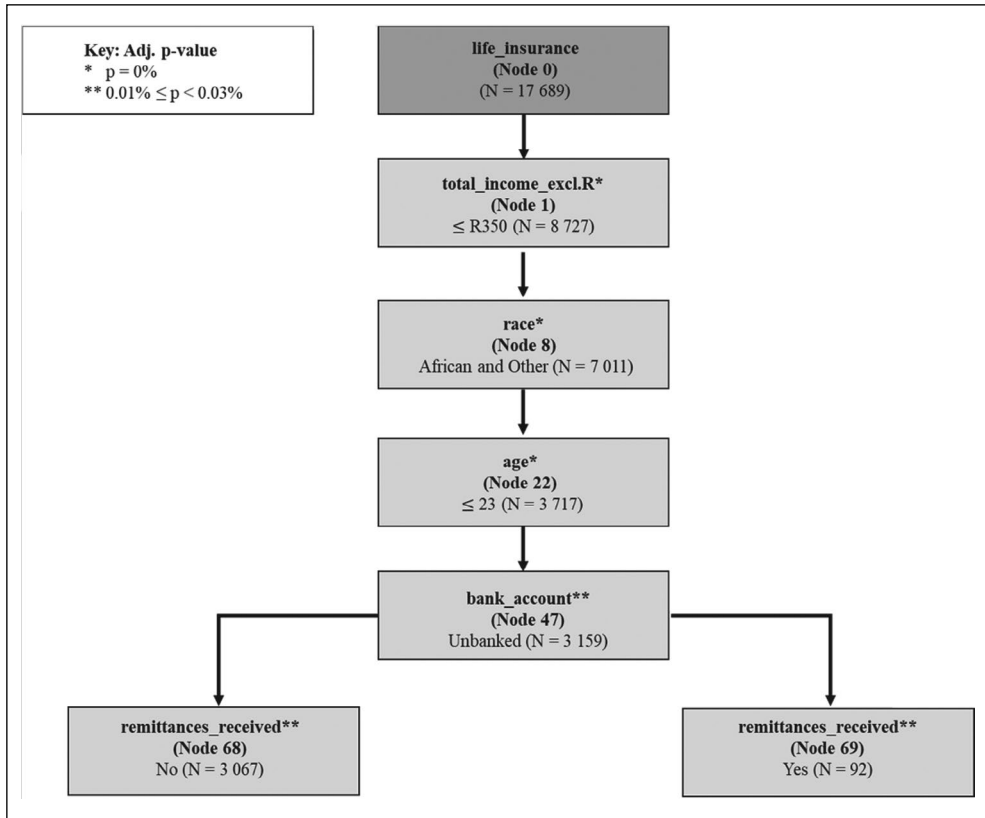 Key: Adj. p-value
* p = 0%
** 0.01% ≤ p < 0.03%
life_insurance
(Node 0)
(N = 17 689)
total_income_excl.R*
(Node 1)
≤ R350 (N = 8 727)
race*
(Node 8)
African and Other (N = 7 011)
age*
(Node 22)
≤ 23 (N = 3 717)
bank_account**
(Node 47)
Unbanked (N = 3 159)
remittances_received**
(Node 68)
No (N = 3 067)
remittances_received**
(Node 69)
Yes (N = 92)